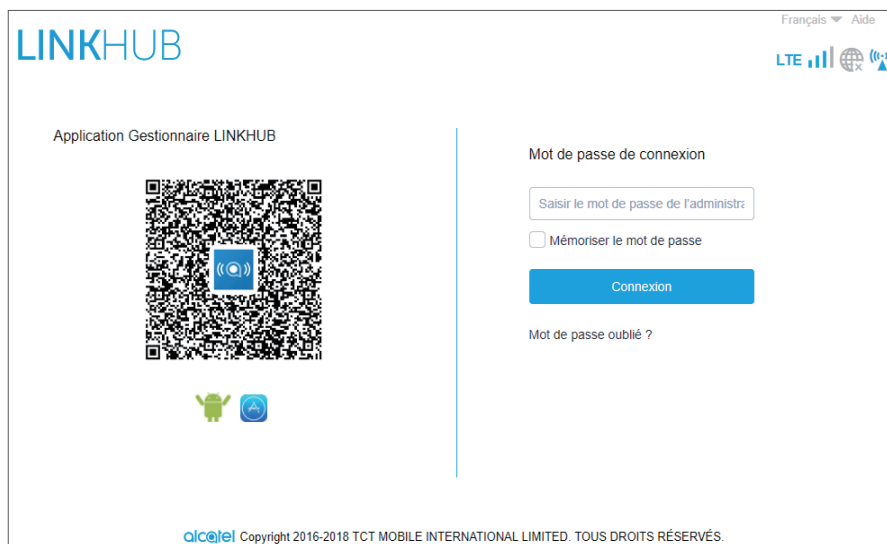 Français Aide
LINKHUB
LTE
Application Gestionnaire LINKHUB
Mot de passe de connexion
Saisir le mot de passe de l'administra
Mémoriser le mot de passe
Connexion
Mot de passe oublié ?
alcatel Copyright 2016-2018 TCT MOBILE INTERNATIONAL LIMITED. TOUS DROITS RÉSERVÉS.